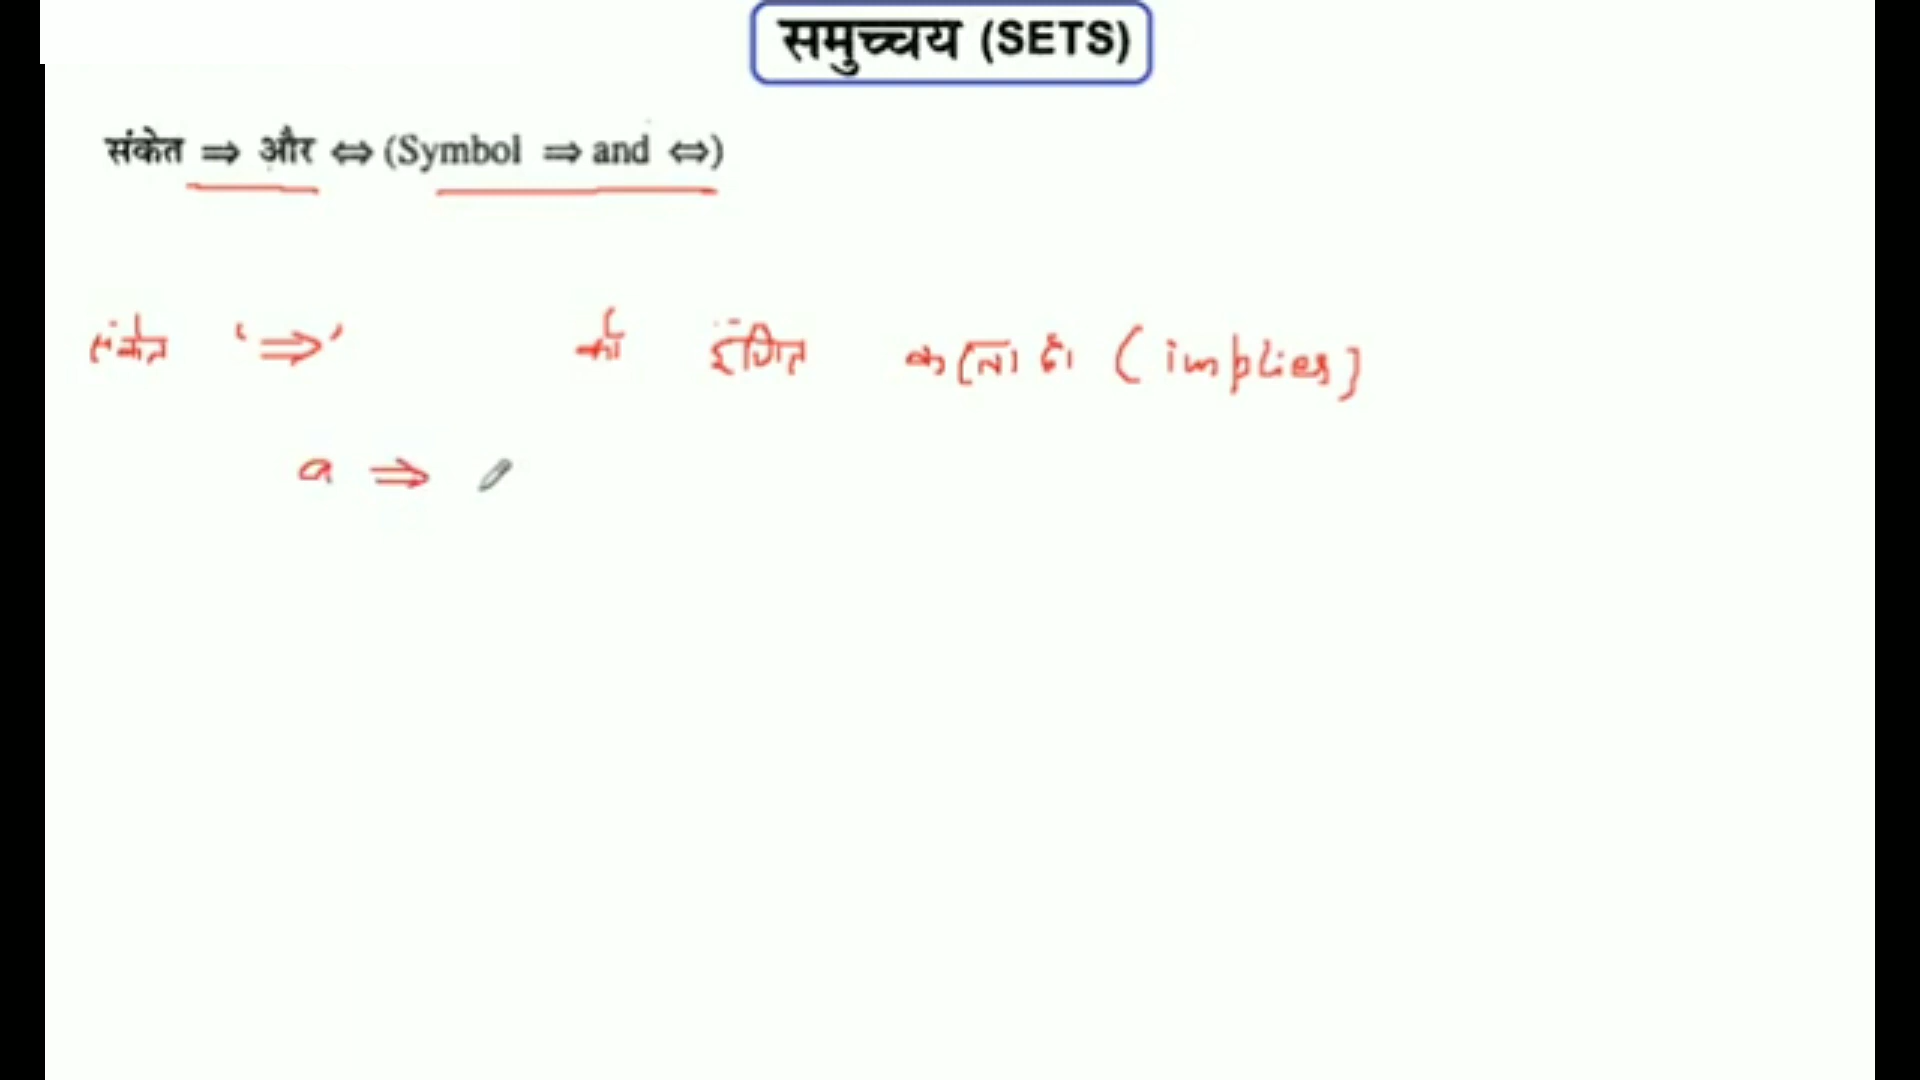 समुच्चय (SETS)
संकेत ⇒ और ⇔ (Symbol ⇒ and ⇔)
संकेत ‘⇒’ को इंगित करता है। (implies)
a ⇒